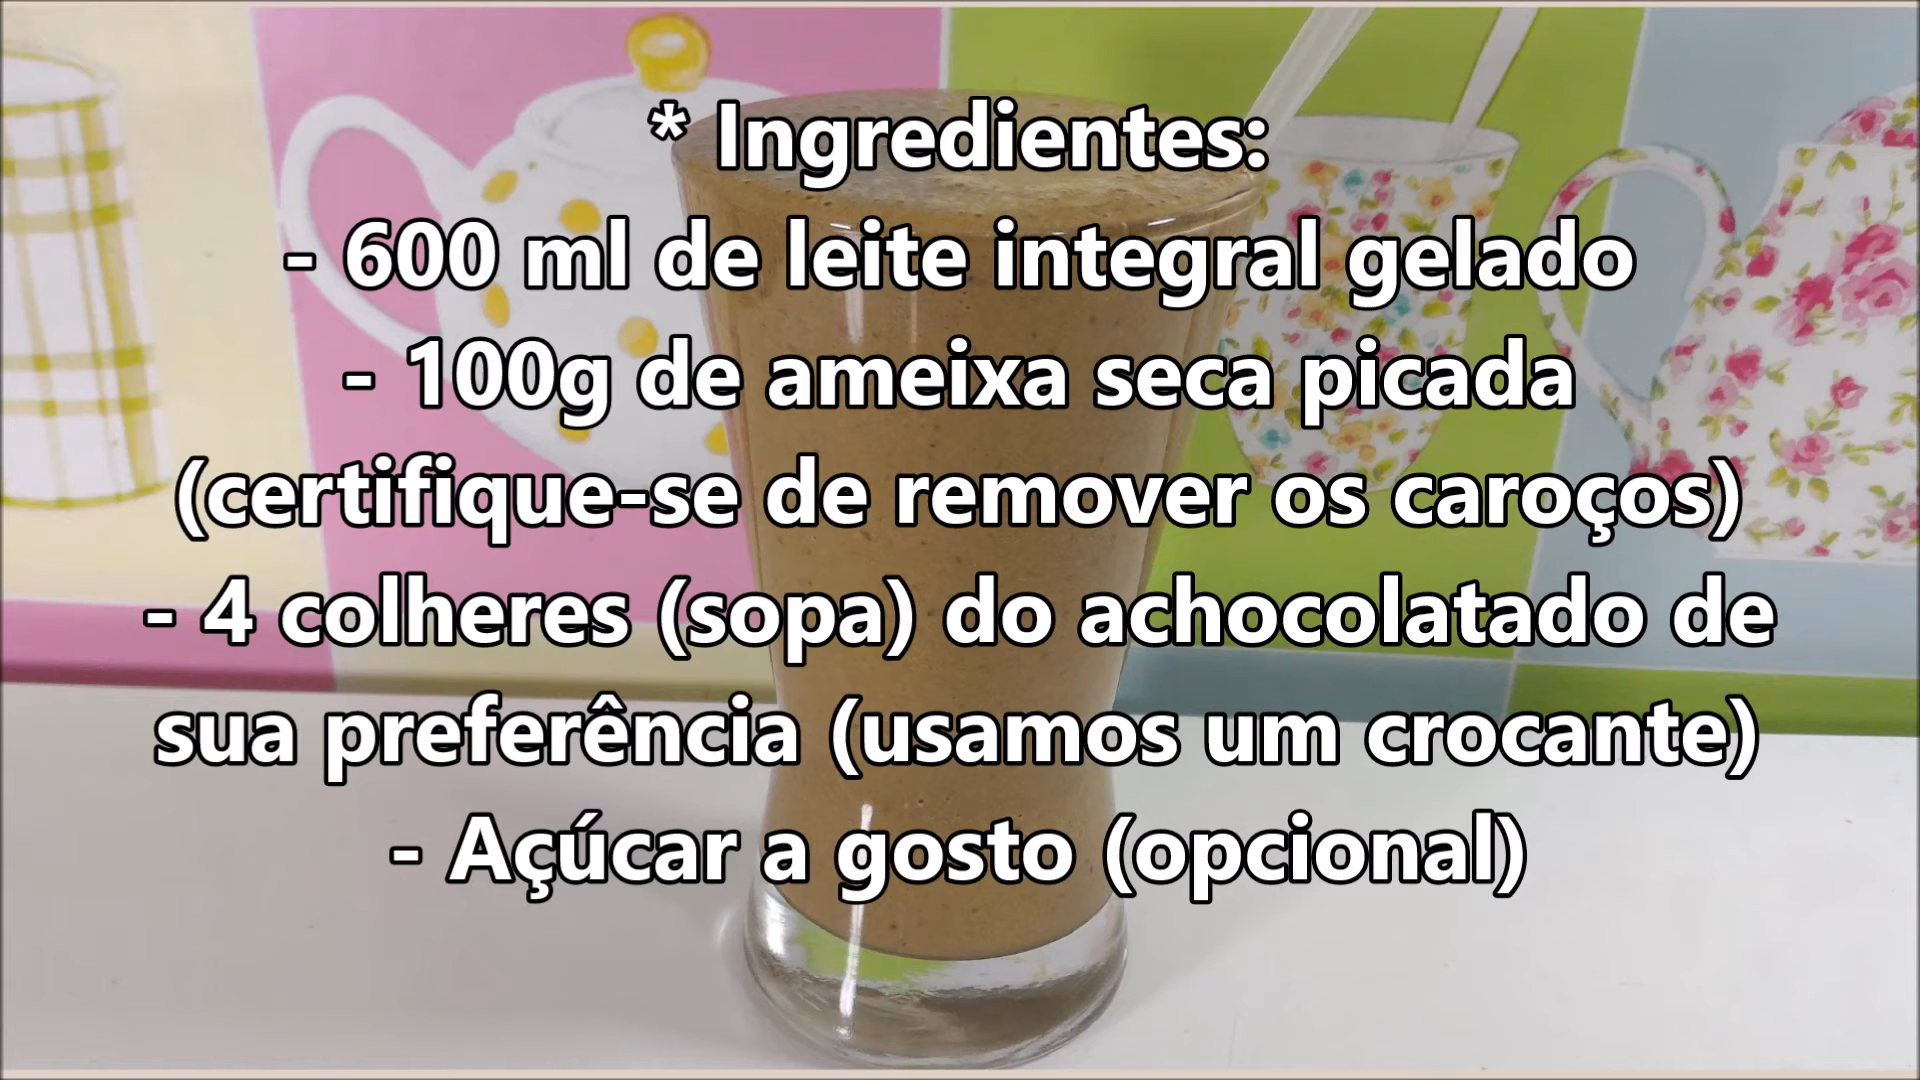 * Ingredientes:
- 600 ml de leite integral gelado
- 100g de ameixa seca picada
(certifique-se de remover os caroços)
- 4 colheres (sopa) do achocolatado de
sua preferência (usamos um crocante)
- Açúcar a gosto (opcional)